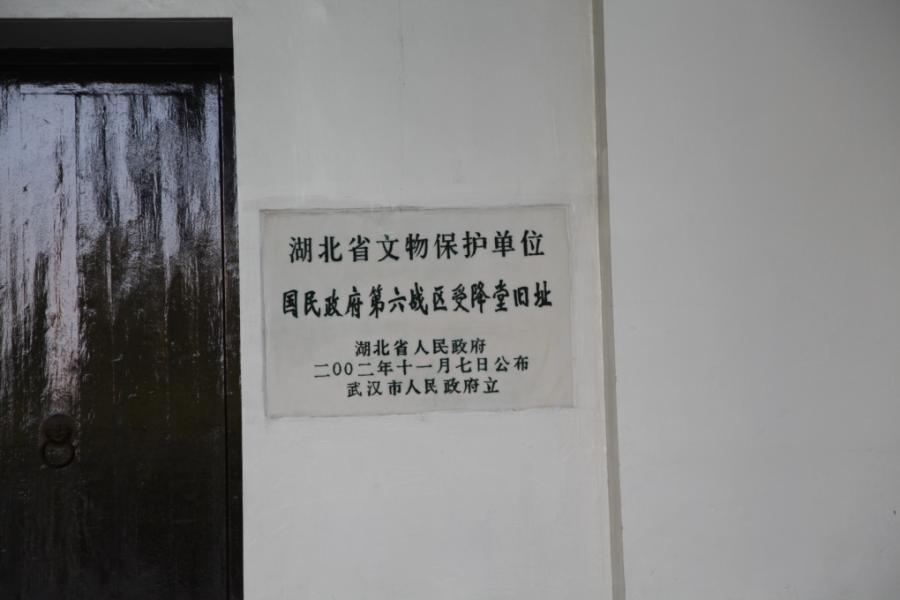 湖北省文物保护单位
国民政府第六战区受降堂旧址
湖北省人民政府
二00二年十一月七日公布
武汉市人民政府立